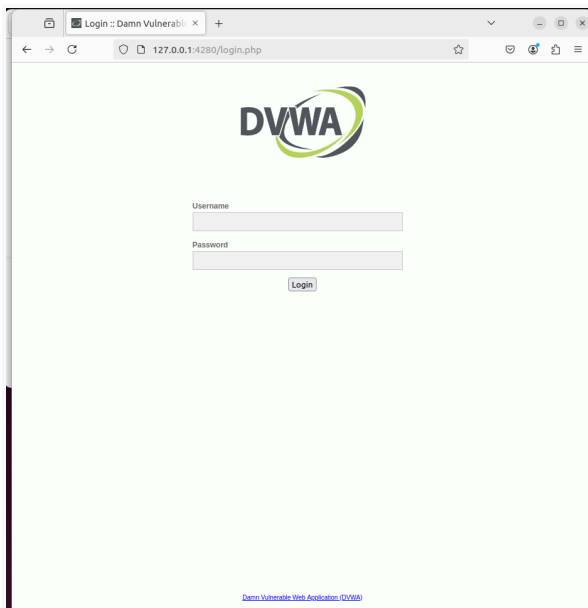 Login :: Damn Vulnerabl
127.0.0.1:4280/login.php
DVWA
Username
Password
Login
Damn Vulnerable Web Application (DVWA)